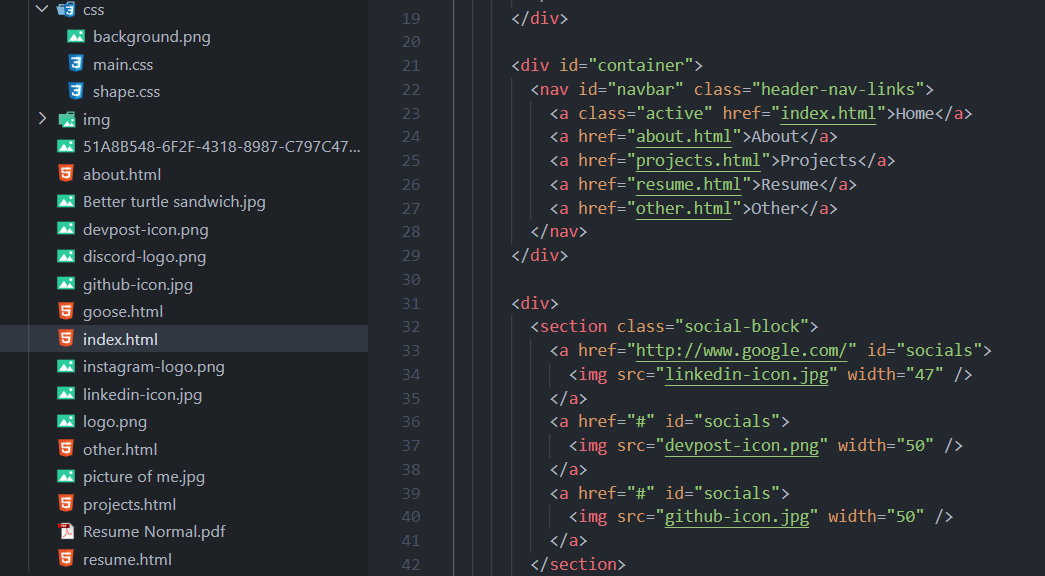 css
background.png
main.css
shape.css
img
51A8B548-6F2F-4318-8987-C797C47...
about.html
Better turtle sandwich.jpg
devpost-icon.png
discord-logo.png
github-icon.jpg
goose.html
index.html
instagram-logo.png
linkedin-icon.jpg
logo.png
other.html
picture of me.jpg
projects.html
Resume Normal.pdf
resume.html
19 </div>
20
21 <div id="container">
22 <nav id="navbar" class="header-nav-links">
23 <a class="active" href="index.html">Home</a>
24 <a href="about.html">About</a>
25 <a href="projects.html">Projects</a>
26 <a href="resume.html">Resume</a>
27 <a href="other.html">Other</a>
28 </nav>
29 </div>
30
31 <div>
32 <section class="social-block">
33 <a href="http://www.google.com/" id="socials">
34 <img src="linkedin-icon.jpg" width="47" />
35 </a>
36 <a href="#" id="socials">
37 <img src="devpost-icon.png" width="50" />
38 </a>
39 <a href="#" id="socials">
40 <img src="github-icon.jpg" width="50" />
41 </a>
42 </section>